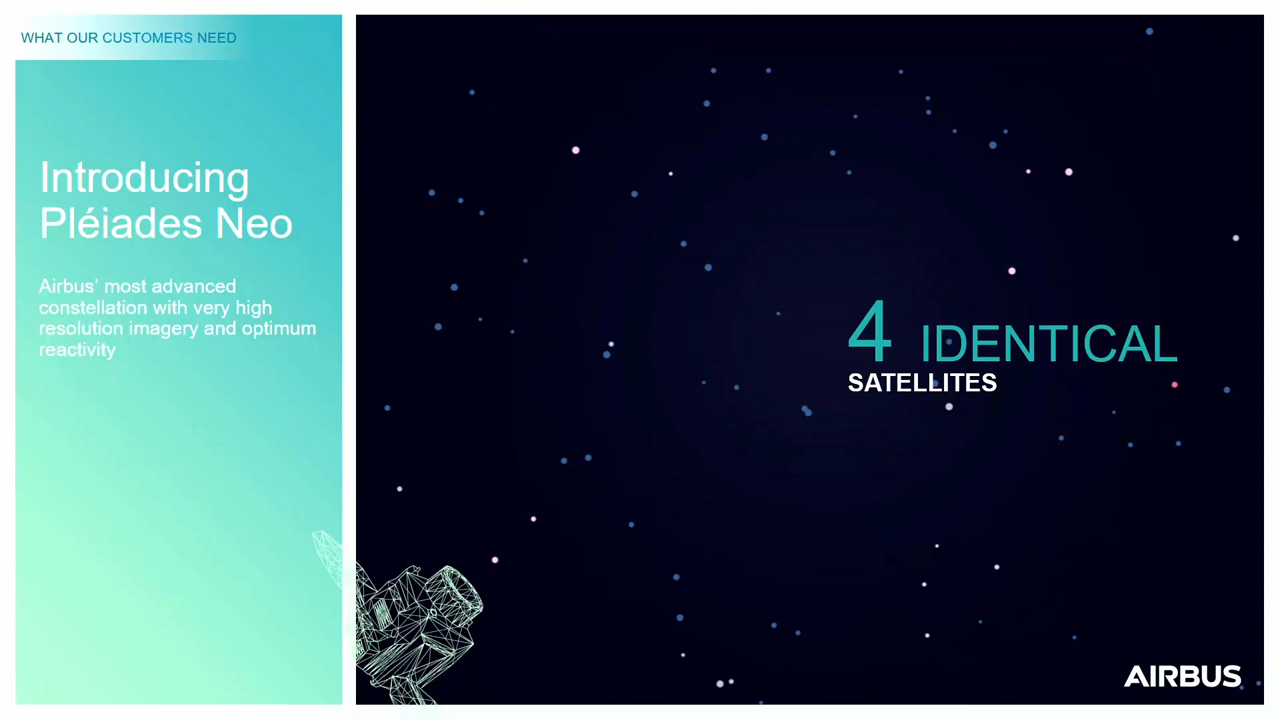 WHAT OUR CUSTOMERS NEED
Introducing
Pléiades Neo
Airbus' most advanced
constellation with very high
resolution imagery and optimum
reactivity
4 IDENTICAL
SATELLITES
AIRBUS